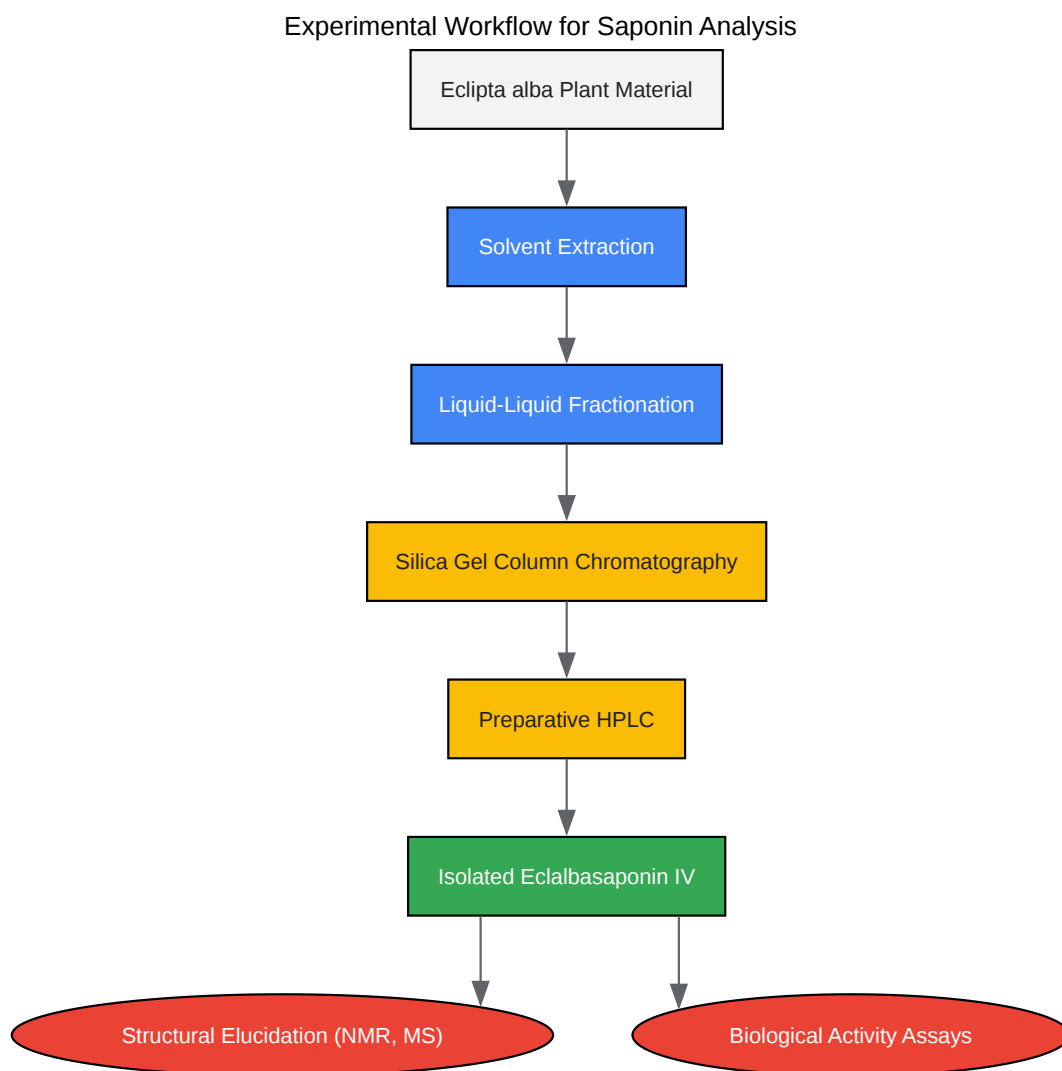 Experimental Workflow for Saponin Analysis
Eclipta alba Plant Material
Solvent Extraction
Liquid-Liquid Fractionation
Silica Gel Column Chromatography
Preparative HPLC
Isolated Eclalbasaponin IV
Structural Elucidation (NMR, MS)
Biological Activity Assays